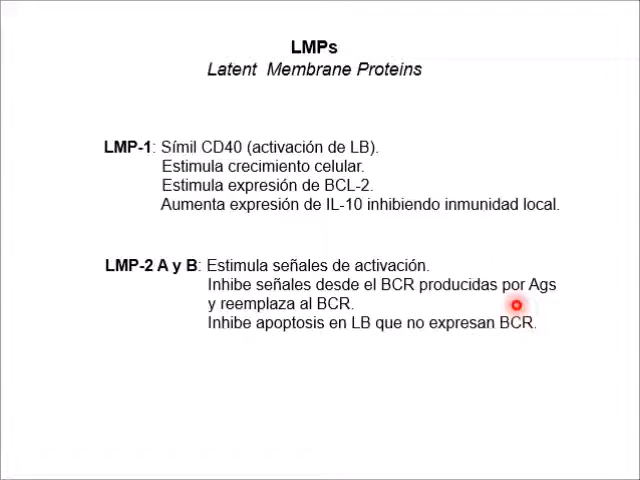 LMPs
Latent Membrane Proteins
LMP-1: Símil CD40 (activación de LB).
Estimula crecimiento celular.
Estimula expresión de BCL-2.
Aumenta expresión de IL-10 inhibiendo inmunidad local.
LMP-2 A y B: Estimula señales de activación.
Inhibe señales desde el BCR producidas por Ags
y reemplaza al BCR.
Inhibe apoptosis en LB que no expresan BCR.